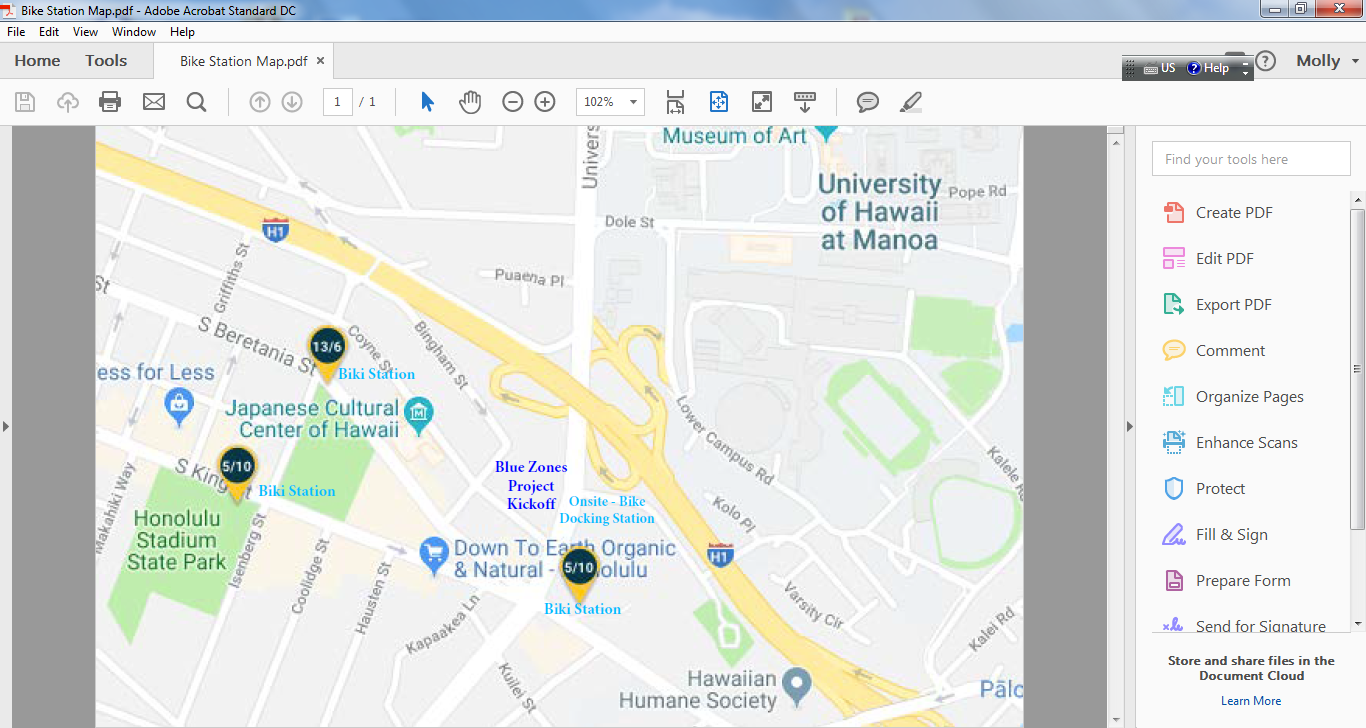 Bike Station Map.pdf - Adobe Acrobat Standard DC
File Edit View Window Help
Home Tools Bike Station Map.pdf ×
US Help
? Molly
1 / 1
102%
Museum of Art
Univers
University
of Hawaii
at Manoa
Pope Rd
Dole St
H1
Griffiths St
Puaena Pl
St
S Beretania St
13/6
Coyne St
Bingham St
Biki Station
ess for Less
Japanese Cultural
Center of Hawaii
Lower Campus Rd
5/10
S King St
Biki Station
Makahiki Way
Honolulu
Stadium
State Park
Isenberg St
Coolidge St
Hausten St
Blue Zones
Project
Kickoff
Onsite - Bike
Docking Station
Kalele R
Kolo Pl
Down To Earth Organic
& Natural - Honolulu
5/10
Biki Station
H1
Kapaakea Ln
Kuilei St
Varsity Cir
Kalei Rd
Hawaiian
Humane Society
Pālo
Find your tools here
Create PDF
Edit PDF
Export PDF
Comment
Organize Pages
Enhance Scans
Protect
Fill & Sign
Prepare Form
Send for Signature
Store and share files in the
Document Cloud
Learn More